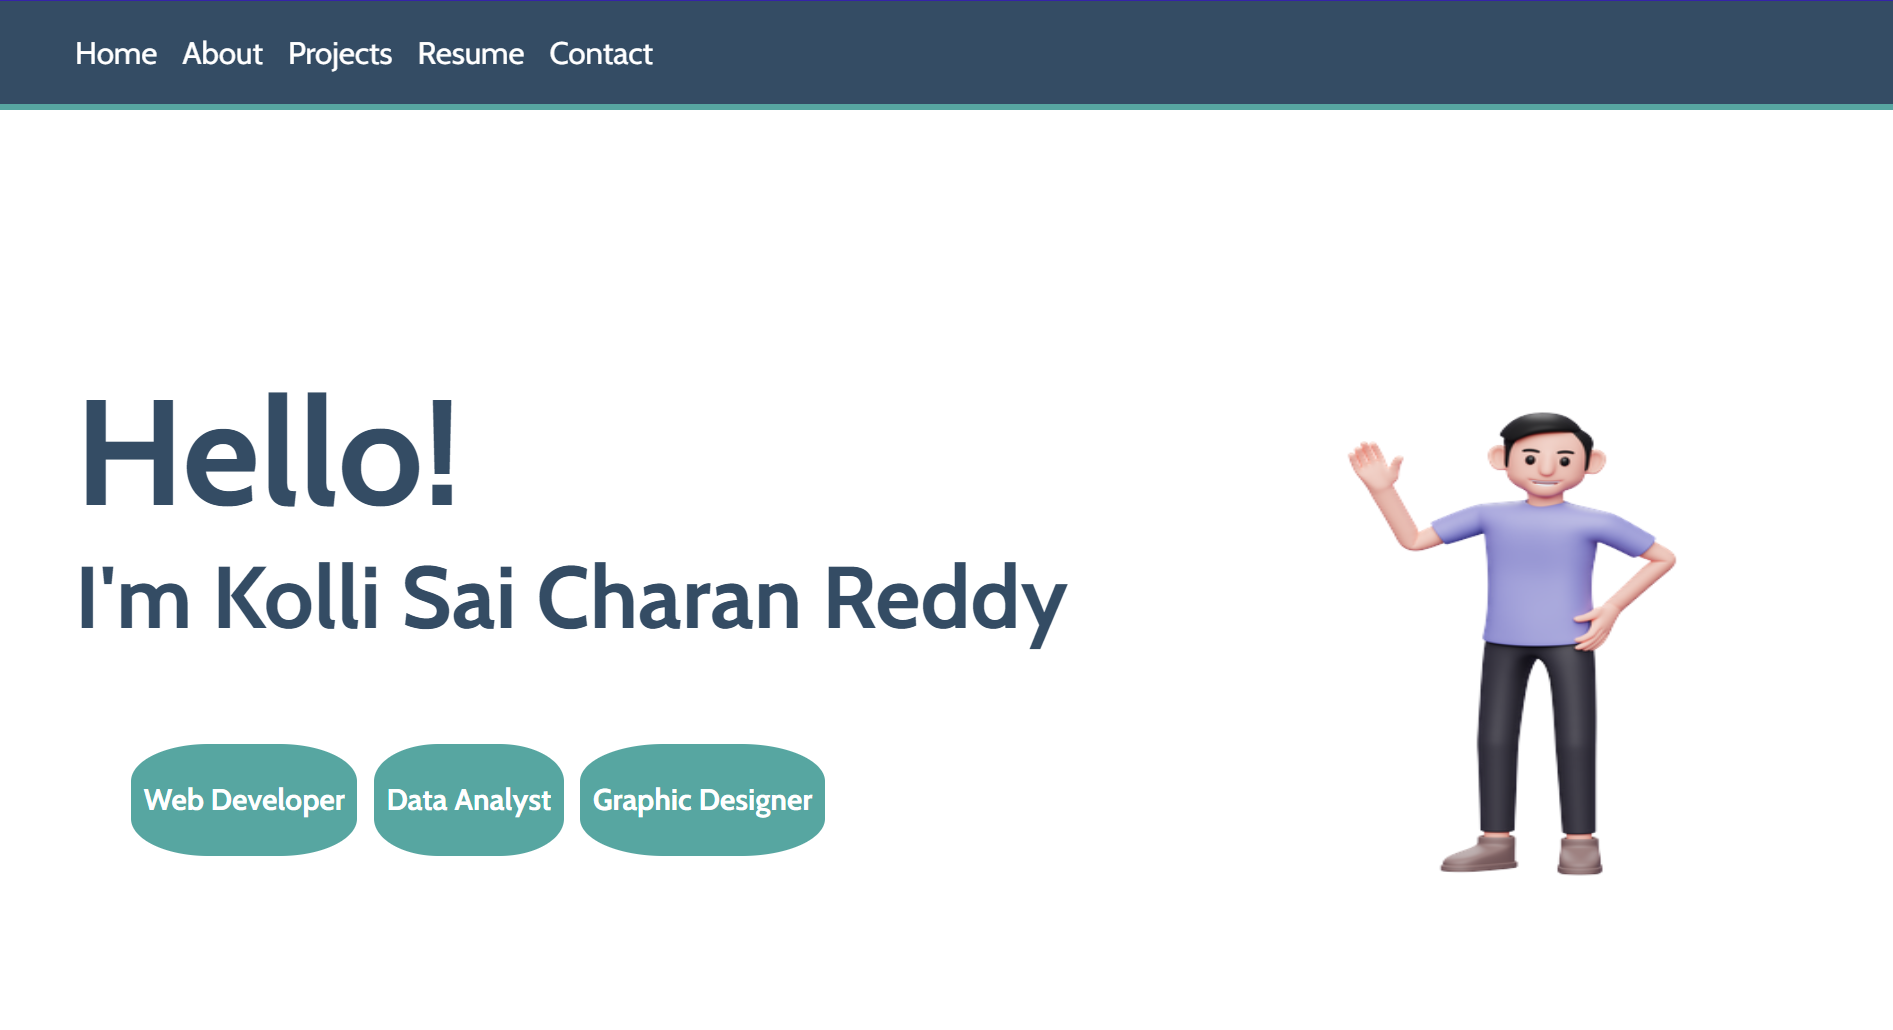 Home About Projects Resume Contact
Hello!
I'm Kolli Sai Charan Reddy
Web Developer Data Analyst Graphic Designer